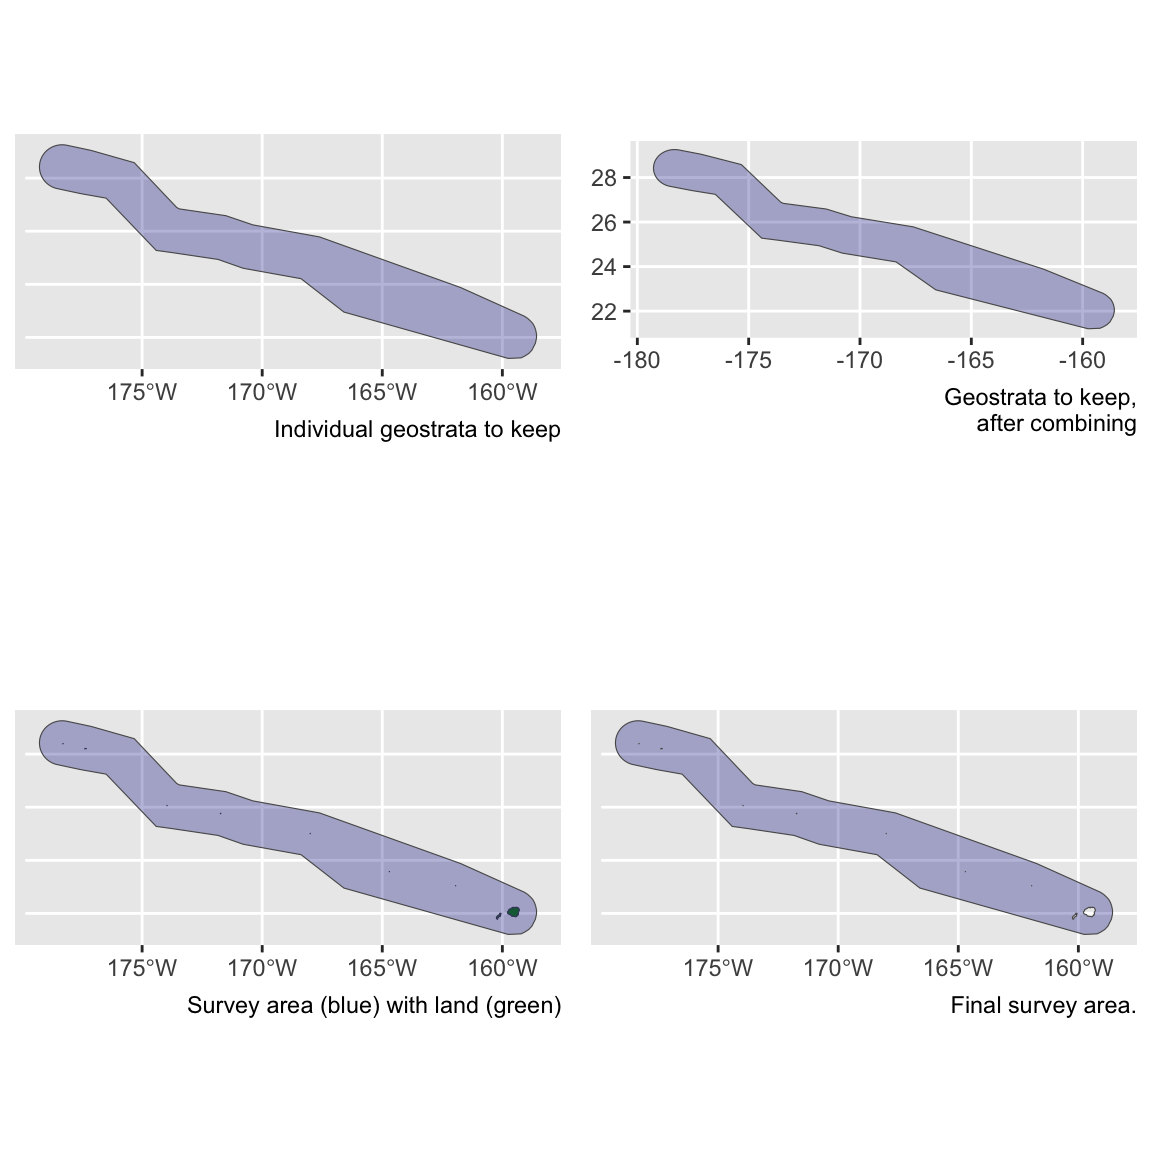 175°W 170°W 165°W 160°W
Individual geostrata to keep
28
26
24
22
-180 -175 -170 -165 -160
Geostrata to keep,
after combining
175°W 170°W 165°W 160°W
Survey area (blue) with land (green)
175°W 170°W 165°W 160°W
Final survey area.